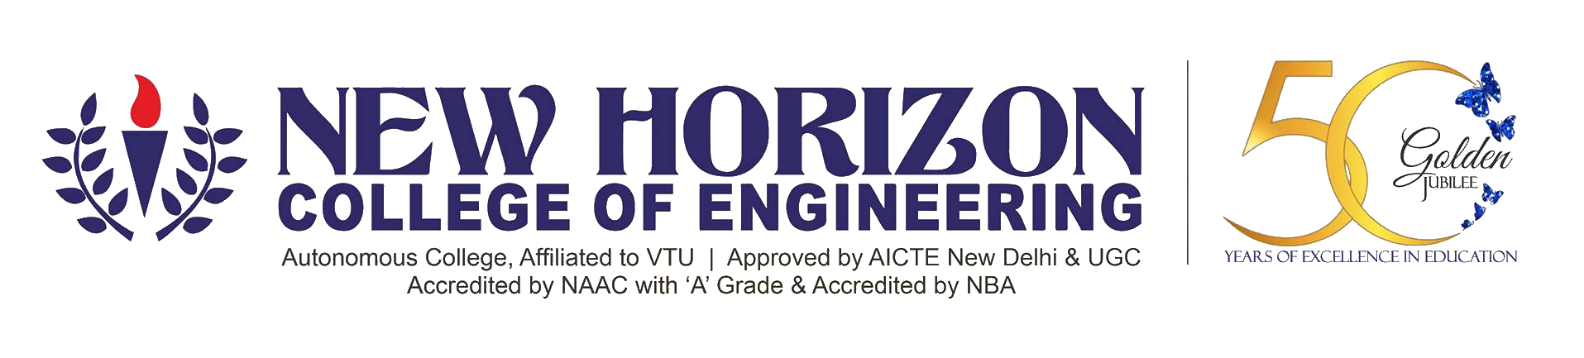 NEW HORIZON
COLLEGE OF ENGINEERING
Autonomous College, Affiliated to VTU | Approved by AICTE New Delhi & UGC
Accredited by NAAC with ‘A’ Grade & Accredited by NBA
50
Golden
JUBILEE
YEARS OF EXCELLENCE IN EDUCATION